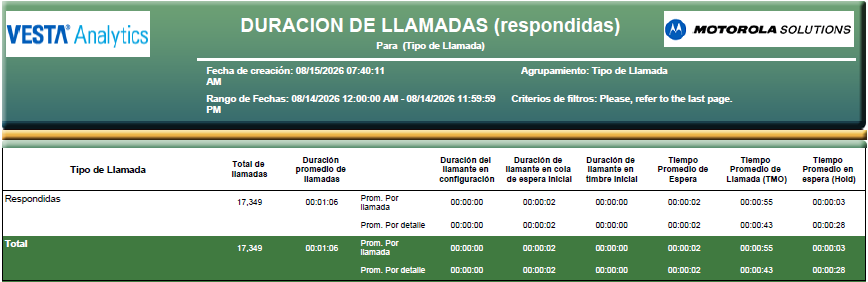 VESTA® Analytics
DURACION DE LLAMADAS (respondidas)
Para (Tipo de Llamada)
MOTOROLA SOLUTIONS
Fecha de creación: 08/15/2026 07:40:11 AM
Agrupamiento: Tipo de Llamada
Rango de Fechas: 08/14/2026 12:00:00 AM - 08/14/2026 11:59:59 PM
Criterios de filtros: Please, refer to the last page.
Tipo de Llamada Total de llamadas Duración promedio de llamadas Duración del llamante en configuración Duración de llamante en cola de espera inicial Duración de llamante en timbre inicial Tiempo Promedio de Espera Tiempo Promedio de Llamada (TMO) Tiempo Promedio en espera (Hold)
Respondidas 17,349 00:01:06 Prom. Por llamada 00:00:00 00:00:02 00:00:00 00:00:02 00:00:55 00:00:03
Prom. Por detalle 00:00:00 00:00:02 00:00:00 00:00:02 00:00:43 00:00:28
Total 17,349 00:01:06 Prom. Por llamada 00:00:00 00:00:02 00:00:00 00:00:02 00:00:55 00:00:03
Prom. Por detalle 00:00:00 00:00:02 00:00:00 00:00:02 00:00:43 00:00:28